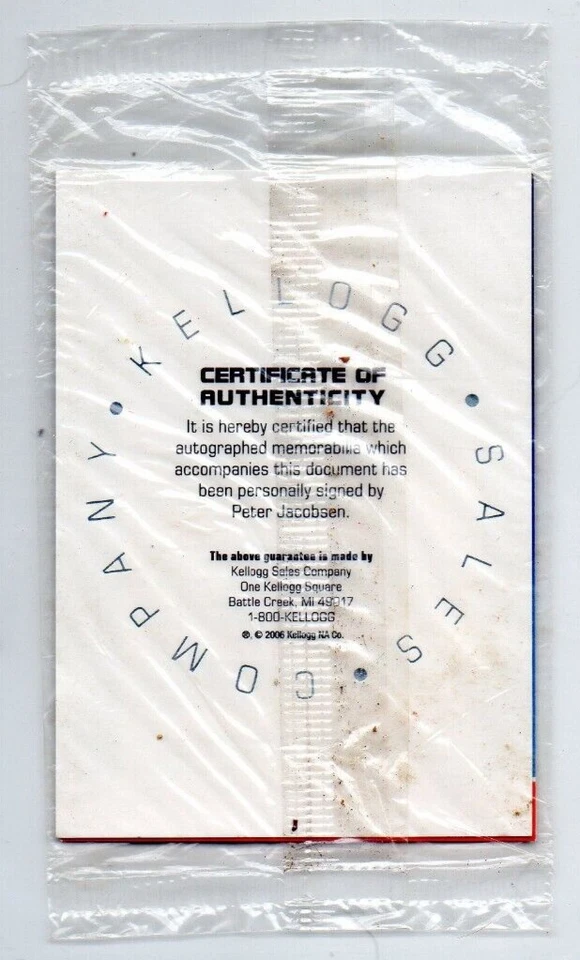 KELLOGG • SALES • COMPANY •
CERTIFICATE OF
AUTHENTICITY
It is hereby certified that the
autographed memorabilia which
accompanies this document has
been personally signed by
Peter Jacobsen.
The above guarantee is made by
Kellogg Sales Company
One Kellogg Square
Battle Creek, MI 49017
1-800-KELLOGG
®, © 2006 Kellogg NA Co.